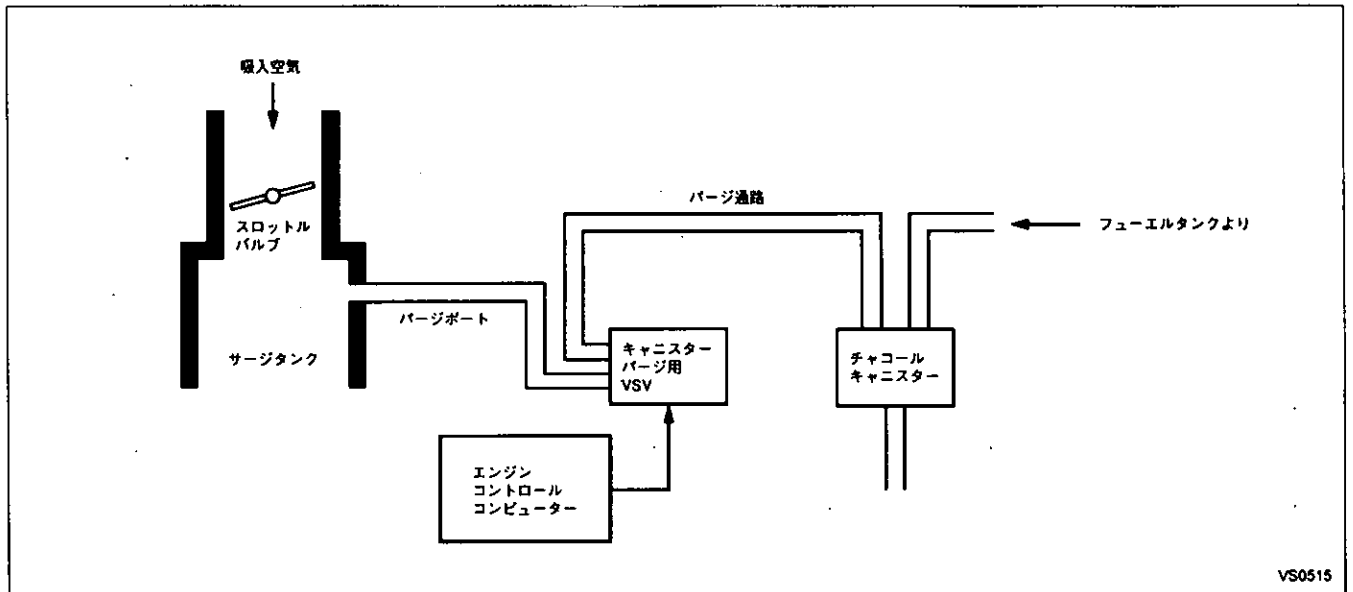 吸入空気
スロットル
バルブ
パージ通路
フューエルタンクより
パージポート
サージタンク
キャニスター
パージ用
VSV
チャコール
キャニスター
エンジン
コントロール
コンピューター
VS0515